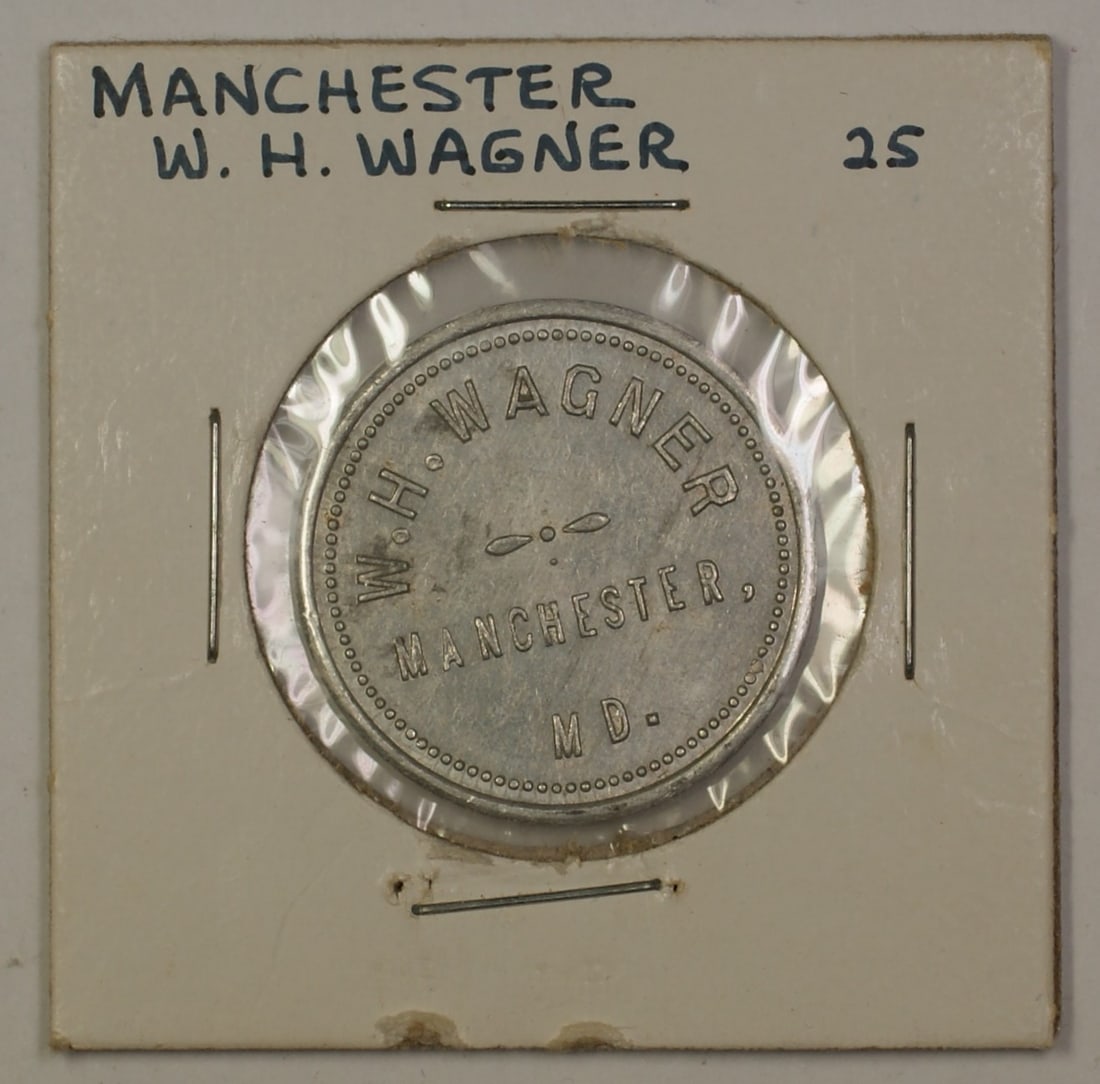 MANCHESTER
W. H. WAGNER 25
W.H.WAGNER
MANCHESTER,
MD.